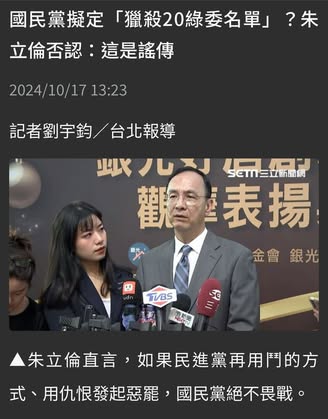 國民黨擬定「獵殺20綠委名單」?朱
立倫否認:這是謠傳
2024/10/17 13:23
記者劉宇鈞／台北報導
SETN三立新聞網
觀摩表揚
金會 銀光
TVBS
▲朱立倫直言,如果民進黨再用鬥的方
式、用仇恨發起惡罷,國民黨絕不畏戰。